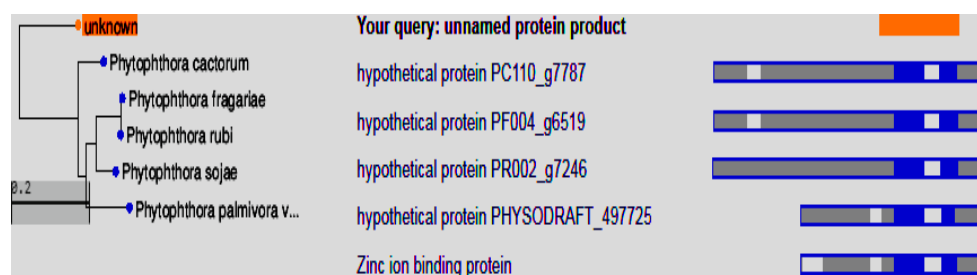 unknown
Your query: unnamed protein product
Phytophthora cactorum
hypothetical protein PC110_g7787
Phytophthora fragariae
hypothetical protein PF004_g6519
Phytophthora rubi
hypothetical protein PR002_g7246
Phytophthora sojae
0.2
Phytophthora palmivora v...
hypothetical protein PHYSODRAFT_497725
Zinc ion binding protein